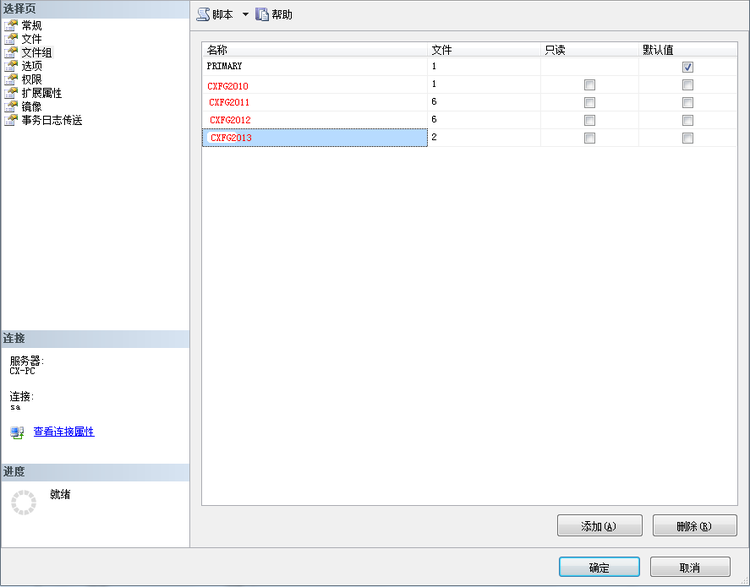 选择页
常规
文件
文件组
选项
权限
扩展属性
镜像
事务日志传送
连接
服务器:
CX-PC
连接:
sa
查看连接属性
进度
就绪
脚本 帮助
名称 文件 只读 默认值
PRIMARY 1
CXFG2010 1
CXFG2011 6
CXFG2012 6
CXFG2013 2
添加(A) 删除(R)
确定 取消